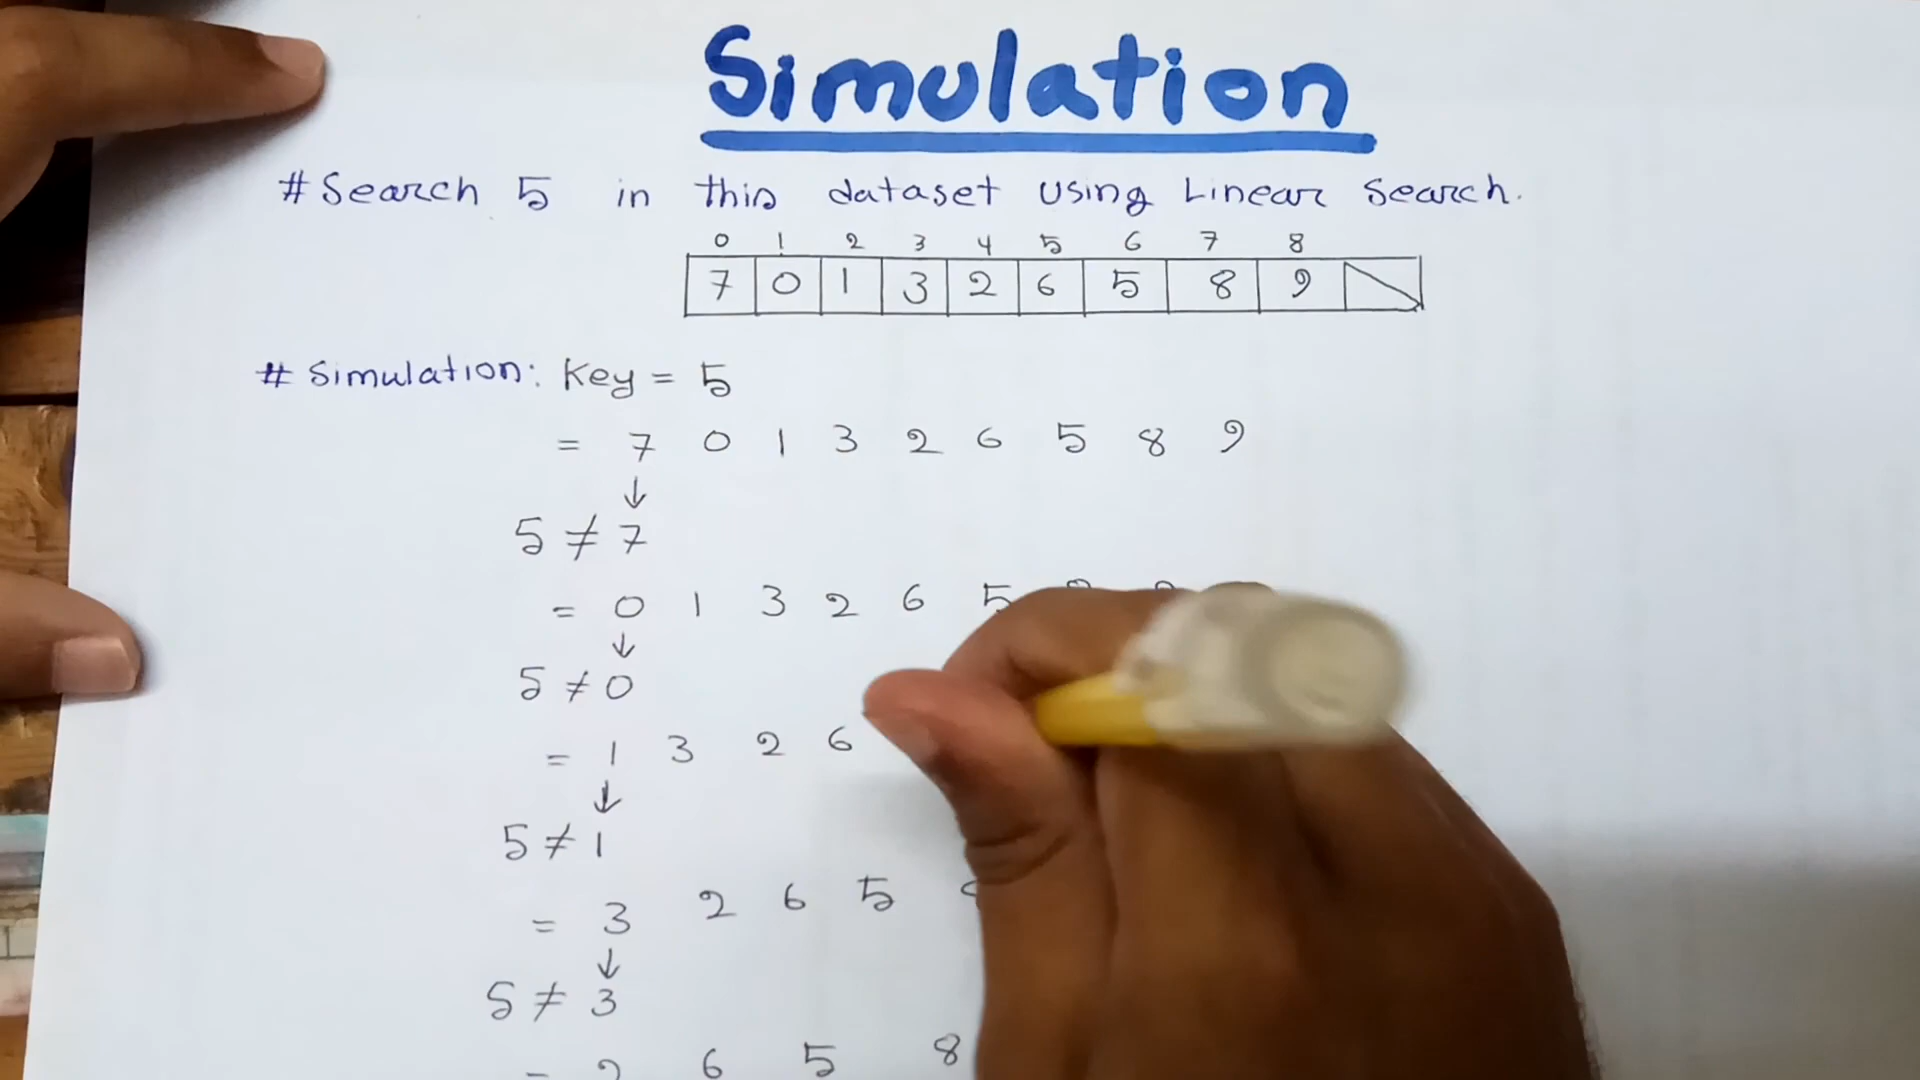 Simulation
# Search 5 in this dataset using Linear Search.
0 1 2 3 4 5 6 7 8
7 0 1 3 2 6 5 8 9
# Simulation: Key = 5
= 7 0 1 3 2 6 5 8 9
↓
5 ≠ 7
= 0 1 3 2 6 5
↓
5 ≠ 0
= 1 3 2 6
↓
5 ≠ 1
= 3 2 6 5
↓
5 ≠ 3
= 2 6 5 8